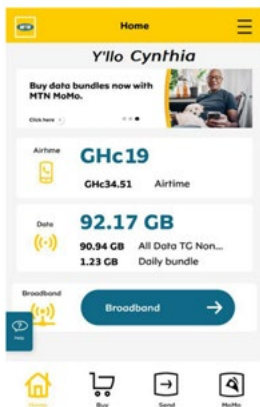 Home
Y'llo Cynthia
Buy data bundles now with
MTN MoMo.
Click here
Airtime
GHc19
GHc34.51 Airtime
Data
92.17 GB
90.94 GB All Data TG Non...
1.23 GB Daily bundle
Broadband
Broadband
Help
Home
Buy
Send
MoMo